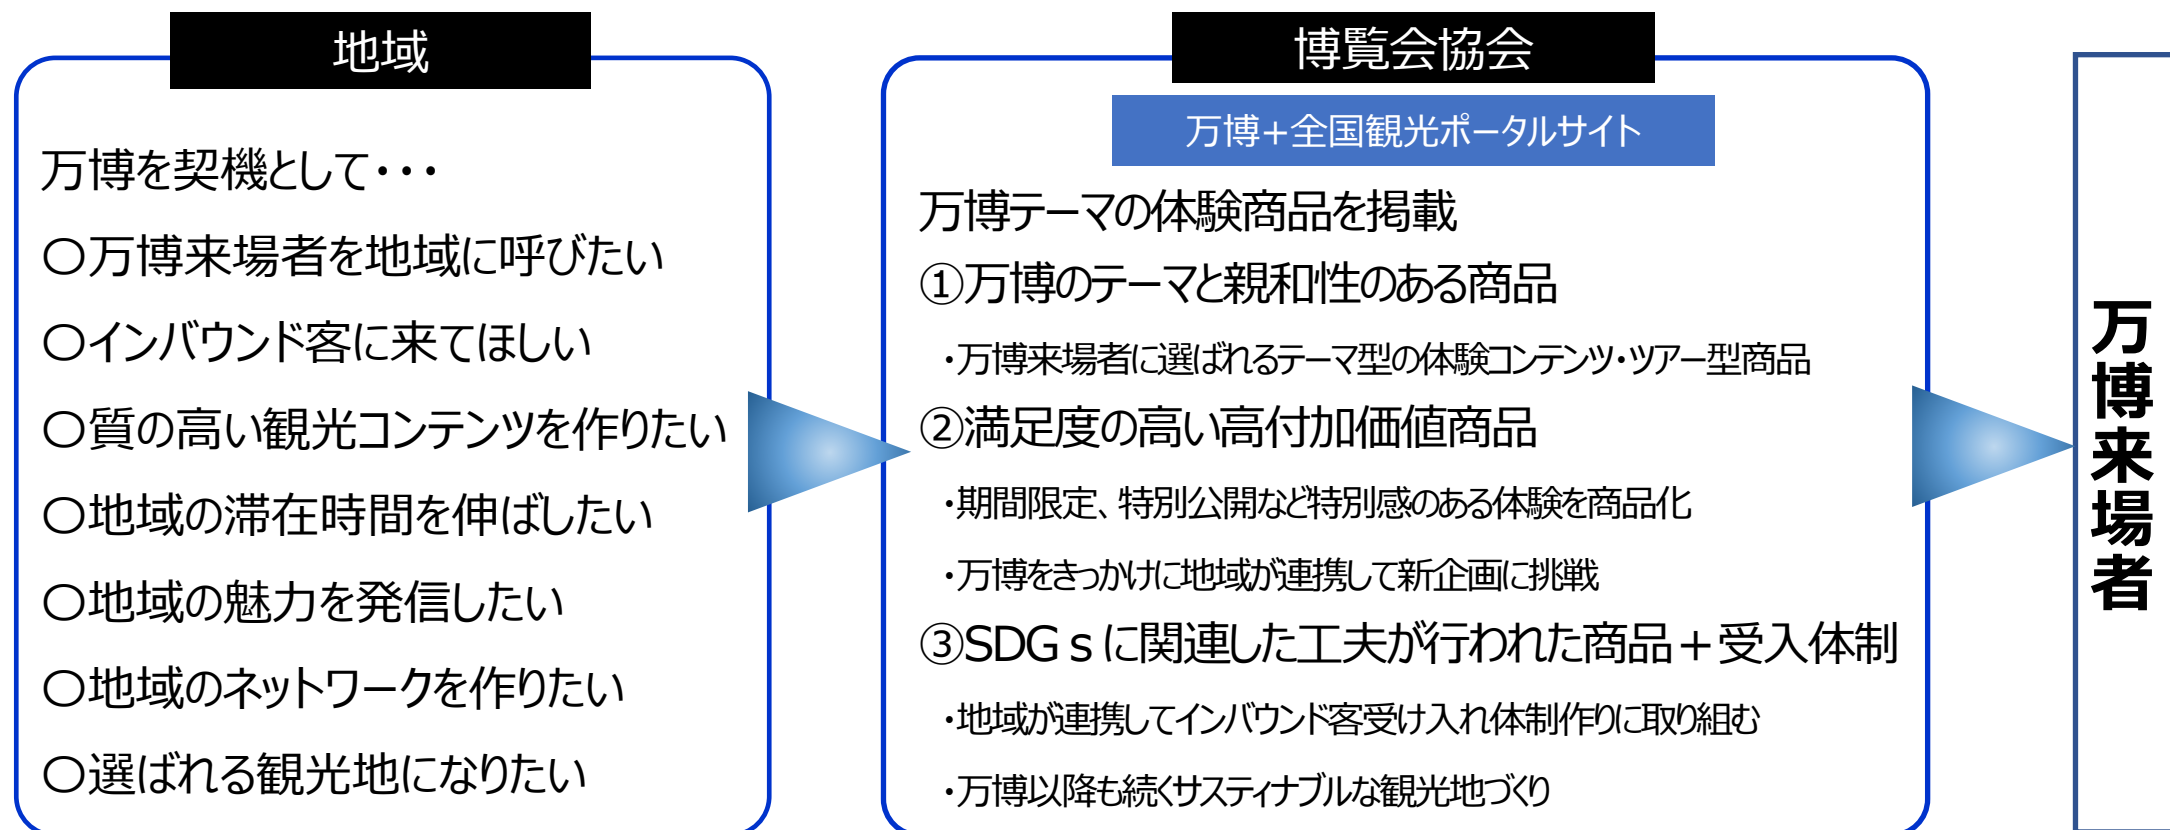 地域
万博を契機として・・・
〇万博来場者を地域に呼びたい
〇インバウンド客に来てほしい
〇質の高い観光コンテンツを作りたい
〇地域の滞在時間を伸ばしたい
〇地域の魅力を発信したい
〇地域のネットワークを作りたい
〇選ばれる観光地になりたい
博覧会協会
万博+全国観光ポータルサイト
万博テーマの体験商品を掲載
①万博のテーマと親和性のある商品
・万博来場者に選ばれるテーマ型の体験コンテンツ・ツアー型商品
②満足度の高い高付加価値商品
・期間限定、特別公開など特別感のある体験を商品化
・万博をきっかけに地域が連携して新企画に挑戦
③SDGｓに関連した工夫が行われた商品＋受入体制
・地域が連携してインバウンド客受け入れ体制作りに取り組む
・万博以降も続くサスティナブルな観光地づくり
万博来場者